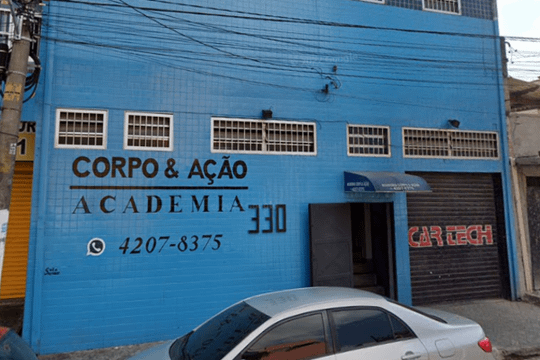 CORPO & AÇÃO
ACADEMIA
330
4207-8375
CAR TECH